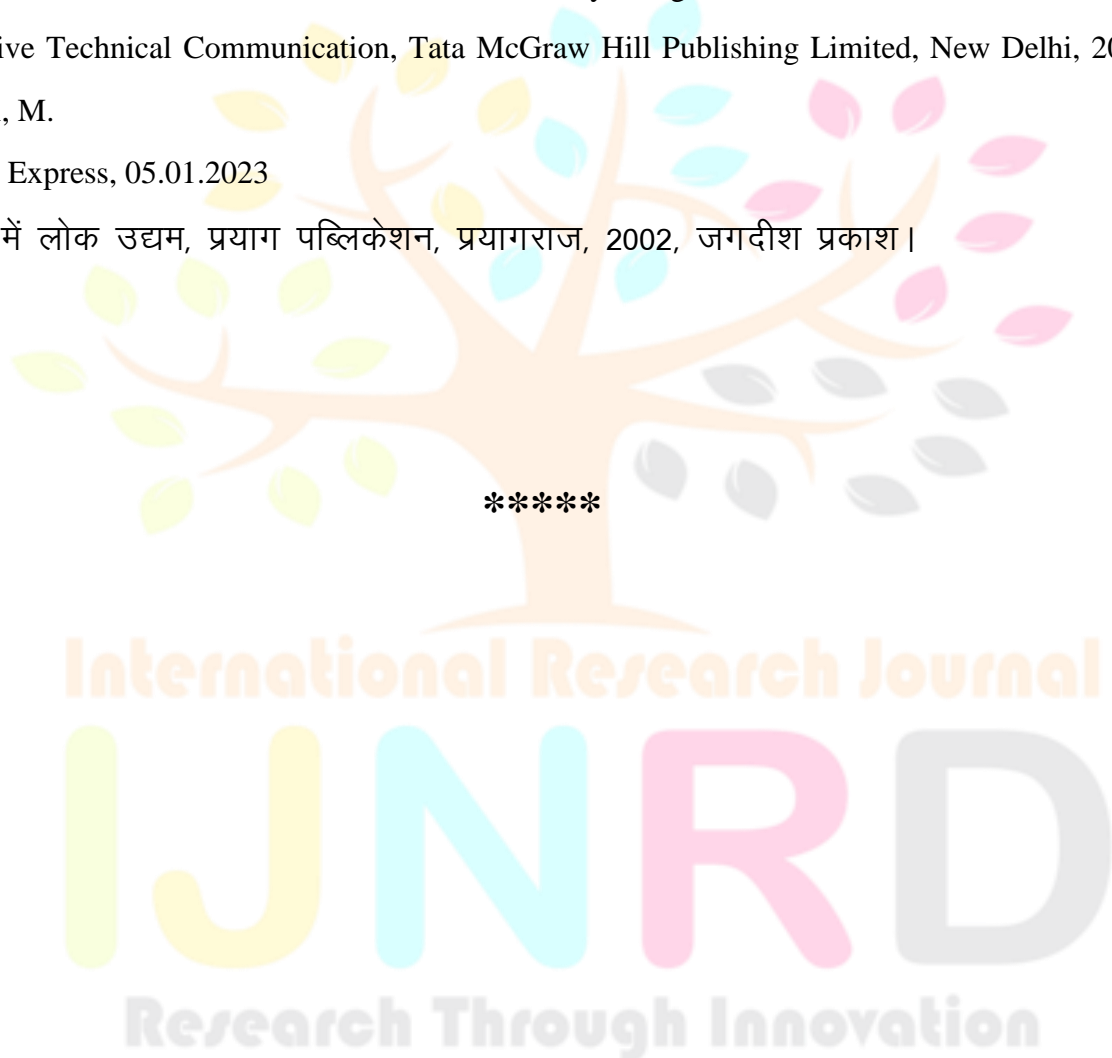 ive Technical Communication, Tata McGraw Hill Publishing Limited, New Delhi, 20
, M.
Express, 05.01.2023
में लोक उद्यम, प्रयाग पब्लिकेशन, प्रयागराज, 2002, जगदीश प्रकाश।
*****
International Research Journal
IJNRD
Research Through Innovation